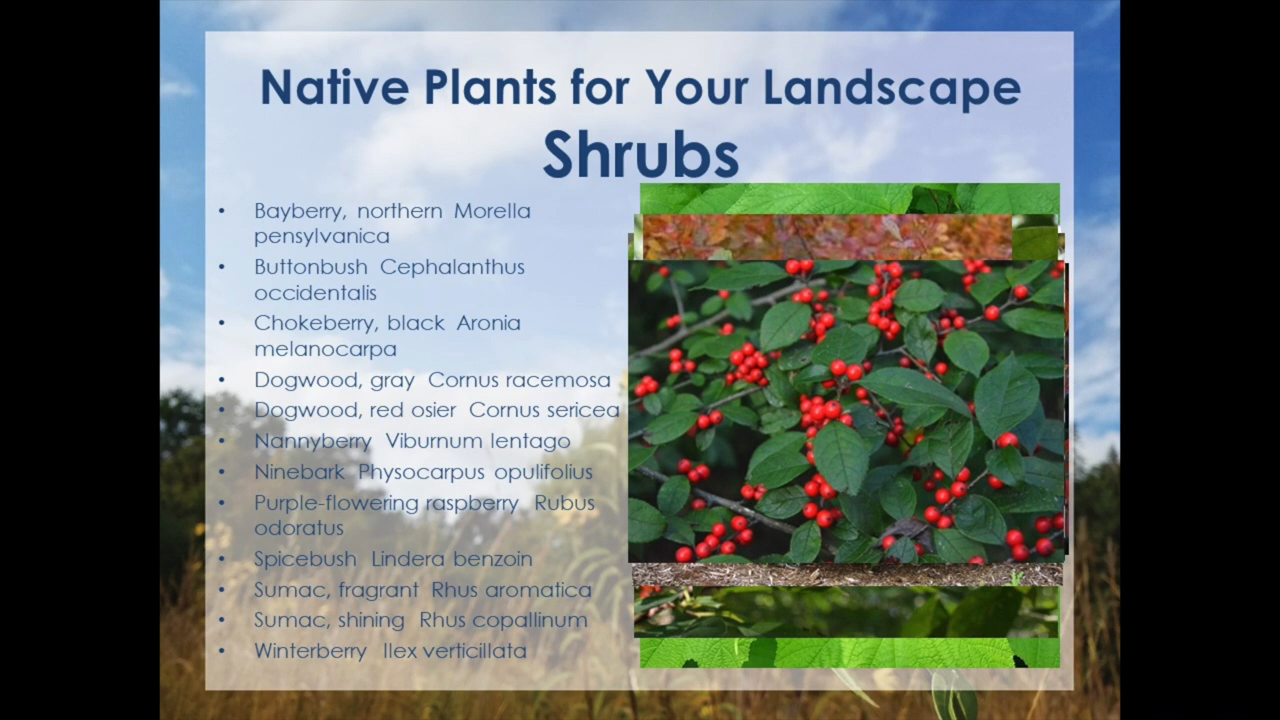 Native Plants for Your Landscape
Shrubs
• Bayberry, northern Morella
pensylvanica
• Buttonbush Cephalanthus
occidentalis
• Chokeberry, black Aronia
melanocarpa
• Dogwood, gray Cornus racemosa
• Dogwood, red osier Cornus sericea
• Nannyberry Viburnum lentago
• Ninebark Physocarpus opulifolius
• Purple-flowering raspberry Rubus
odoratus
• Spicebush Lindera benzoin
• Sumac, fragrant Rhus aromatica
• Sumac, shining Rhus copallinum
• Winterberry Ilex verticillata